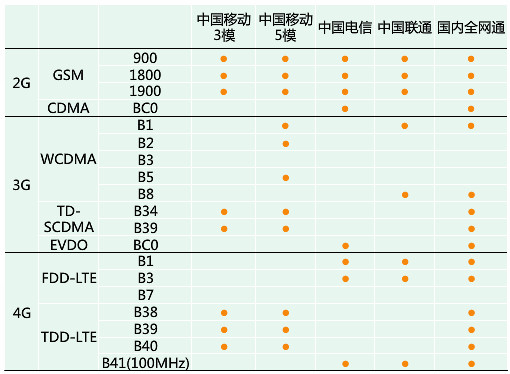 中国移动 中国移动 中国电信 中国联通 国内全网通
3模 5模
2G GSM 900
1800
1900
CDMA BC0
3G WCDMA B1
B2
B3
B5
B8
TD-SCDMA B34
B39
EVDO BC0
4G FDD-LTE B1
B3
B7
TDD-LTE B38
B39
B40
B41(100MHz)